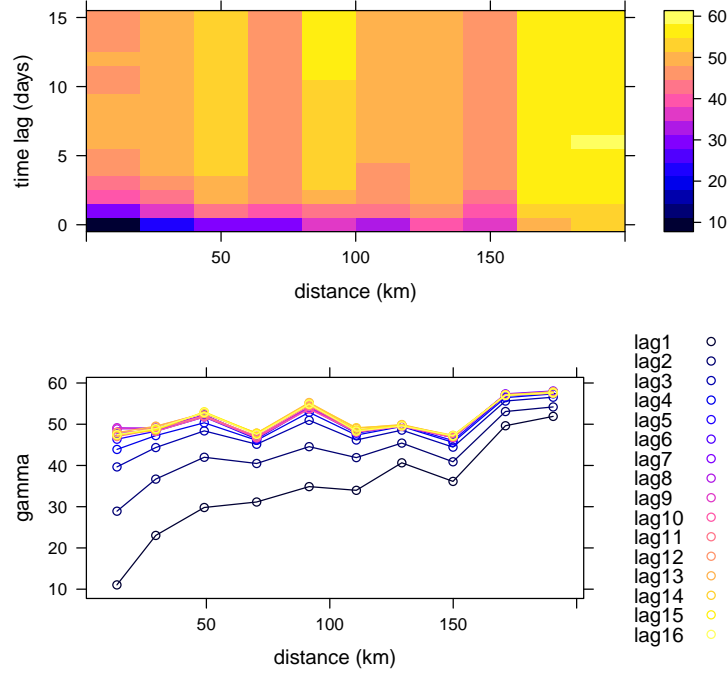 15
10
5
0
time lag (days)
50
100
150
distance (km)
60
50
40
30
20
10
60
50
40
30
20
10
gamma
50
100
150
distance (km)
lag1
lag2
lag3
lag4
lag5
lag6
lag7
lag8
lag9
lag10
lag11
lag12
lag13
lag14
lag15
lag16